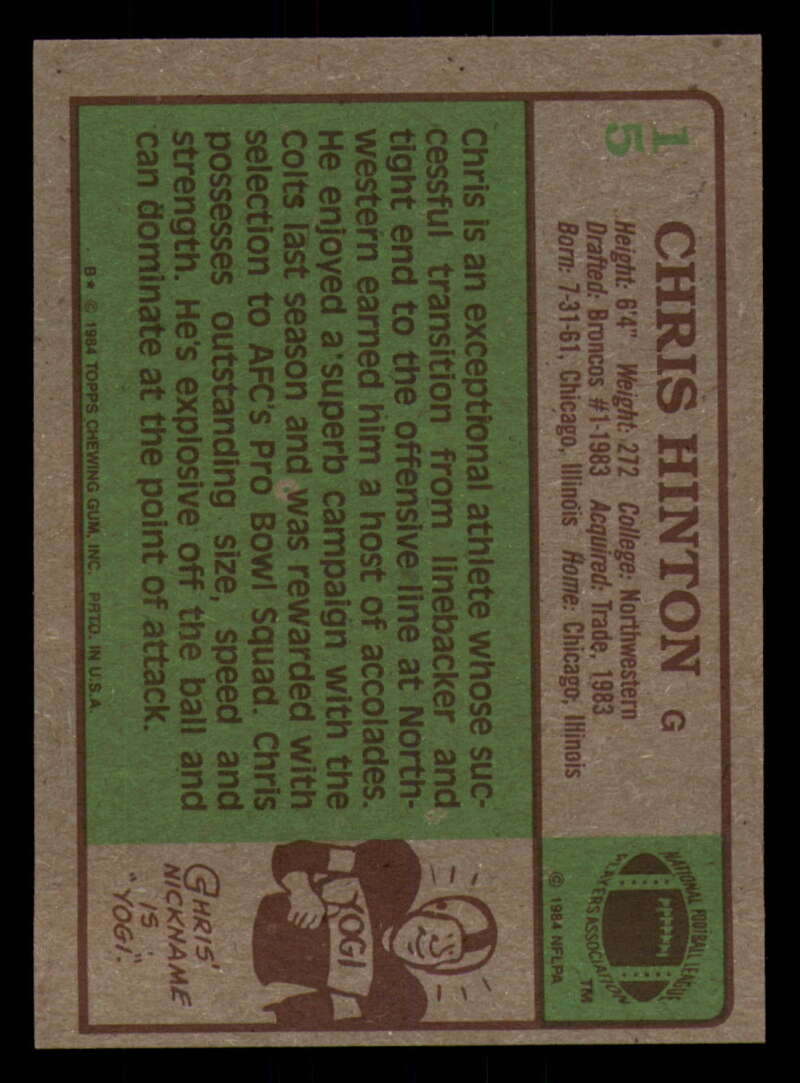 15
CHRIS HINTON G
Height: 6'4" Weight: 272 College: Northwestern
Drafted: Broncos #1-1983 Acquired: Trade, 1983
Born: 7-31-61, Chicago, Illinois Home: Chicago, Illinois
NATIONAL FOOTBALL LEAGUE
PLAYERS ASSOCIATION
TM
© 1984 NFLPA
Chris is an exceptional athlete whose suc-
cessful transition from linebacker and
tight end to the offensive line at North-
western earned him a host of accolades.
He enjoyed a superb campaign with the
Colts last season and was rewarded with
selection to AFC's Pro Bowl Squad. Chris
possesses outstanding size, speed and
strength. He's explosive off the ball and
can dominate at the point of attack.
YOGI
CHRIS'
NICKNAME
IS
"YOGI."
B* © 1984 TOPPS CHEWING GUM, INC. PRTD. IN U.S.A.